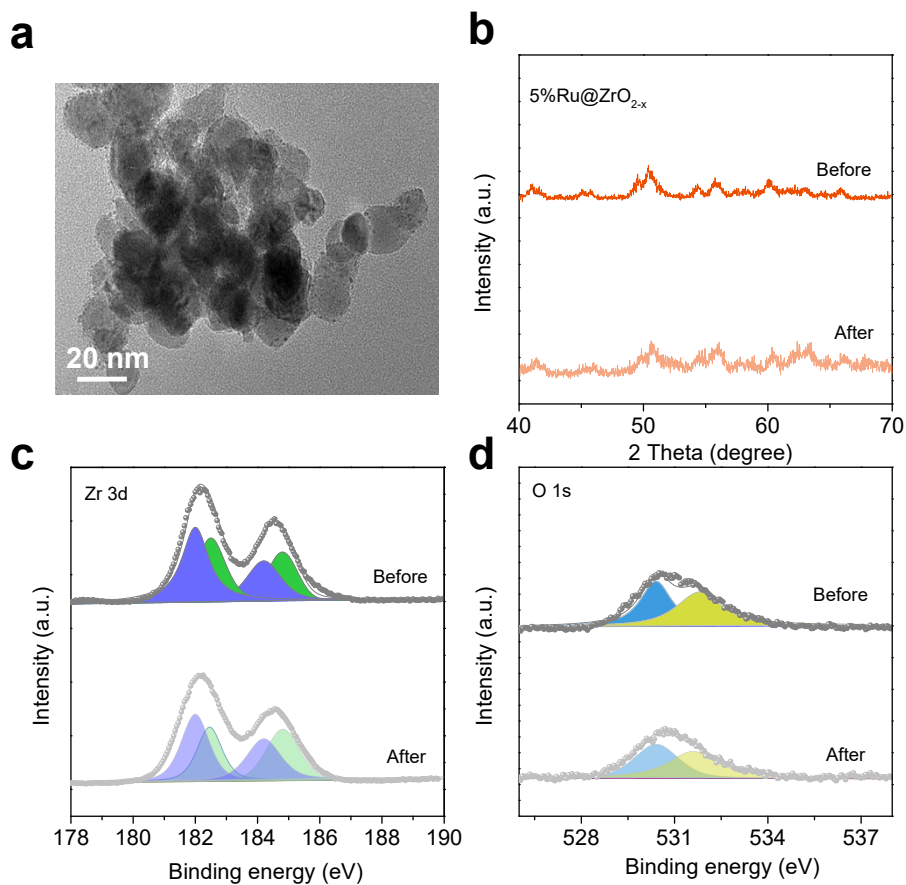 a
20 nm
b
5%Ru@ZrO2-x
Before
After
Intensity (a.u.)
40 50 60 70
2 Theta (degree)
c
Zr 3d
Before
After
Intensity (a.u.)
178 180 182 184 186 188 190
Binding energy (eV)
d
O 1s
Before
After
Intensity (a.u.)
528 531 534 537
Binding energy (eV)